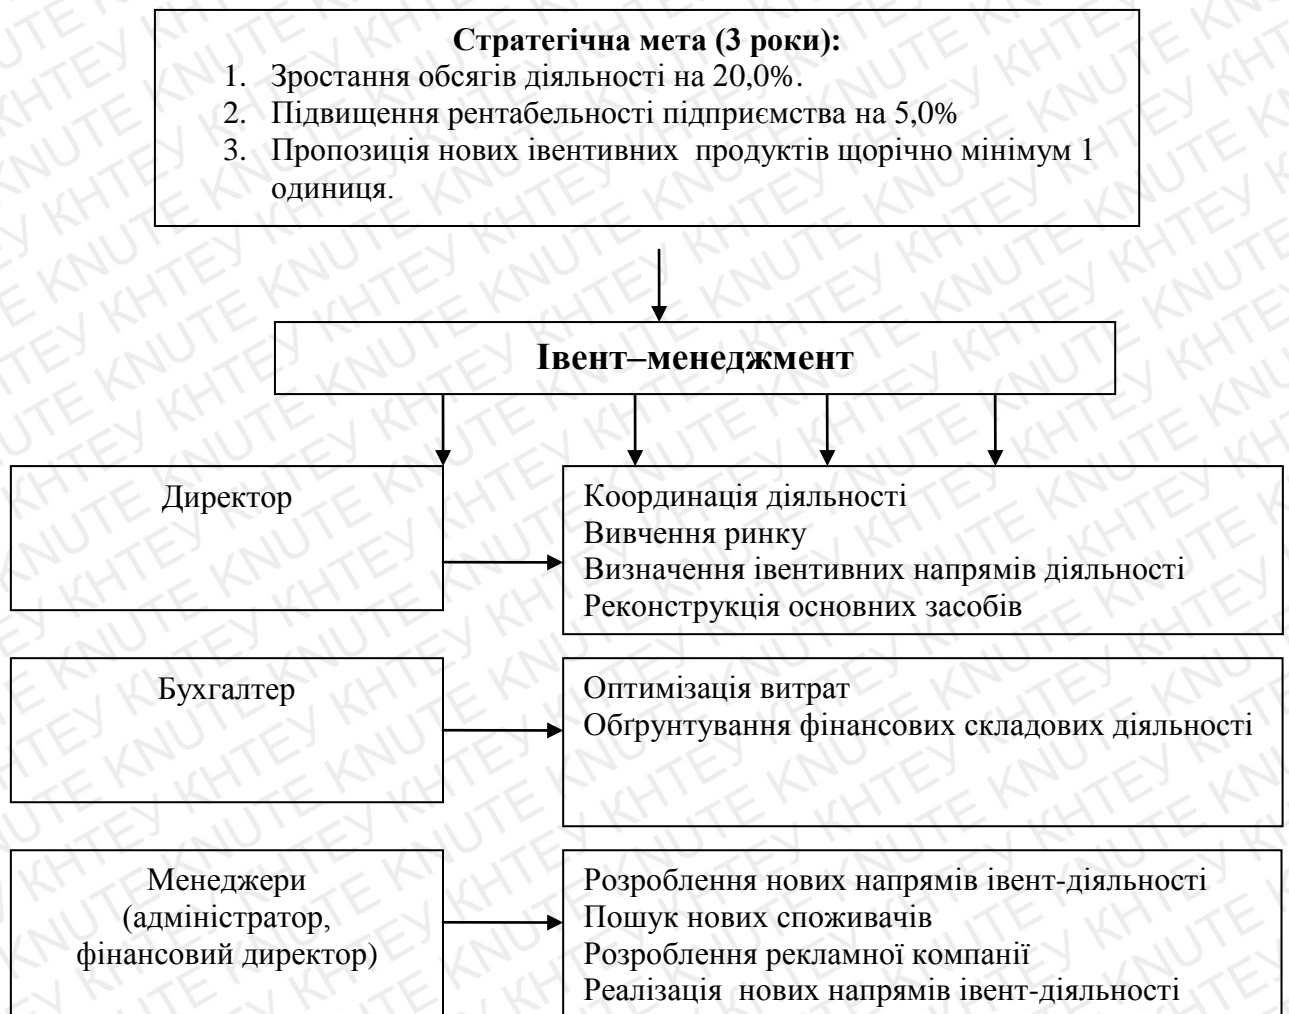 Стратегічна мета (3 роки):
1. Зростання обсягів діяльності на 20,0%.
2. Підвищення рентабельності підприємства на 5,0%
3. Пропозиція нових івентивних продуктів щорічно мінімум 1
одиниця.
Івент–менеджмент
Директор
Координація діяльності
Вивчення ринку
Визначення івентивних напрямів діяльності
Реконструкція основних засобів
Бухгалтер
Оптимізація витрат
Обґрунтування фінансових складових діяльності
Менеджери
(адміністратор,
фінансовий директор)
Розроблення нових напрямів івент-діяльності
Пошук нових споживачів
Розроблення рекламної компанії
Реалізація нових напрямів івент-діяльності